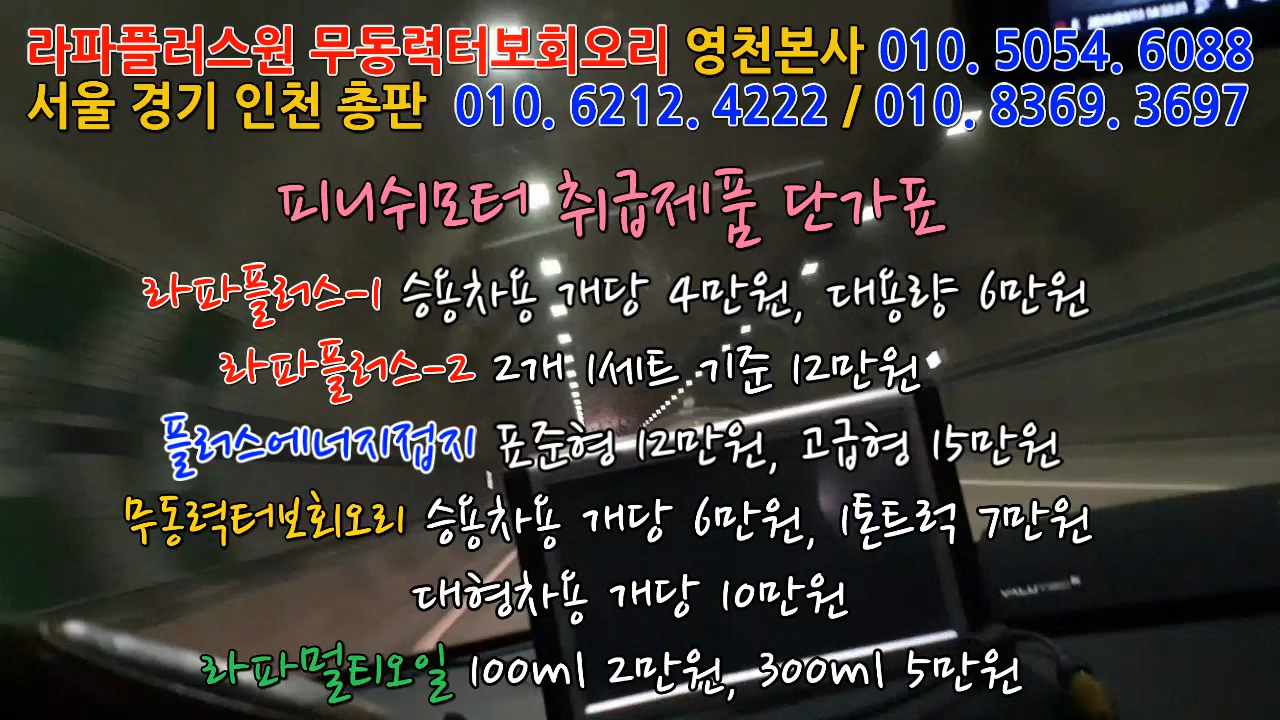 라파플러스원 무동력터보회오리 영천본사 010. 5054. 6088
서울 경기 인천 총판 010. 6212. 4222 / 010. 8369. 3697
피니쉬모터 취급제품 단가표
라파플러스-1 승용차용 개당 4만원, 대용량 6만원
라파플러스-2 2개 1세트 기준 12만원
플러스에너지접지 표준형 12만원, 고급형 15만원
무동력터보회오리 승용차용 개당 6만원, 1톤트럭 7만원
대형차용 개당 10만원
라파멀티오일 100ml 2만원, 300ml 5만원